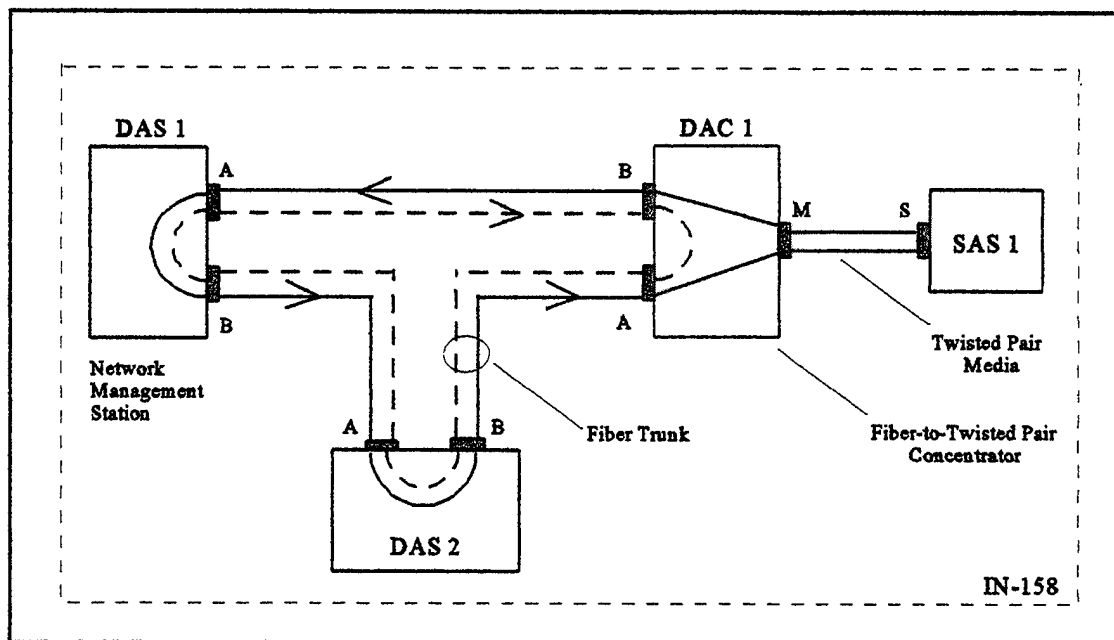 DAS 1
DAC 1
A
B
M
S
SAS 1
B
A
Network
Management
Station
Twisted Pair
Media
A
B
Fiber Trunk
Fiber-to-Twisted Pair
Concentrator
DAS 2
IN-158